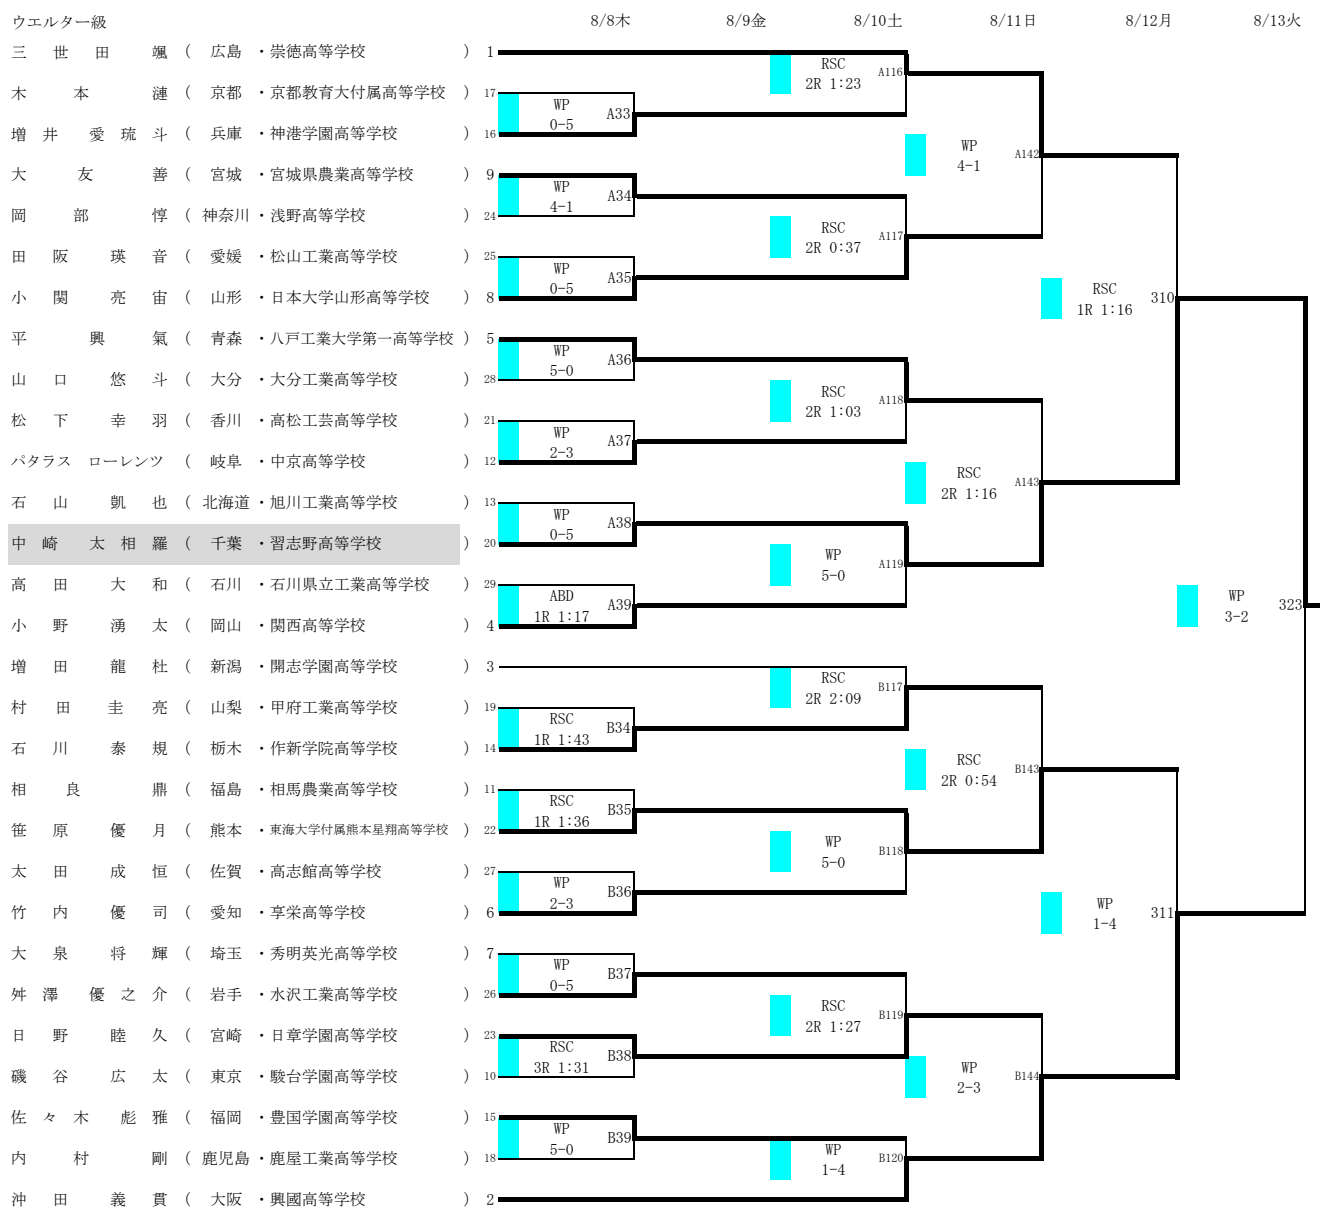 ウエルター級 8/8木 8/9金 8/10土 8/11日 8/12月 8/13火
三世田 颯 ( 広島 ・崇徳高等学校 ) 1
RSC
2R 1:23
A116
木本 漣 ( 京都 ・京都教育大付属高等学校 ) 17
WP
0-5
A33
増井 愛琉斗 ( 兵庫 ・神港学園高等学校 ) 16
WP
4-1
A142
大友 善 ( 宮城 ・宮城県農業高等学校 ) 9
WP
4-1
A34
岡部 惇 ( 神奈川 ・浅野高等学校 ) 24
RSC
2R 0:37
A117
田阪 瑛音 ( 愛媛 ・松山工業高等学校 ) 25
WP
0-5
A35
小関 亮宙 ( 山形 ・日本大学山形高等学校 ) 8
RSC
1R 1:16
310
平 興氣 ( 青森 ・八戸工業大学第一高等学校 ) 5
WP
5-0
A36
山口 悠斗 ( 大分 ・大分工業高等学校 ) 28
RSC
2R 1:03
A118
松下 幸羽 ( 香川 ・高松工芸高等学校 ) 21
WP
2-3
A37
パタラス ローレンツ ( 岐阜 ・中京高等学校 ) 12
RSC
2R 1:16
A143
石山 凱也 ( 北海道 ・旭川工業高等学校 ) 13
WP
0-5
A38
中崎 太相羅 ( 千葉 ・習志野高等学校 ) 20
WP
5-0
A119
高田 大和 ( 石川 ・石川県立工業高等学校 ) 29
ABD
1R 1:17
A39
小野 湧太 ( 岡山 ・関西高等学校 ) 4
WP
3-2
323
増田 龍杜 ( 新潟 ・開志学園高等学校 ) 3
RSC
2R 2:09
B117
村田 圭亮 ( 山梨 ・甲府工業高等学校 ) 19
RSC
1R 1:43
B34
石川 泰規 ( 栃木 ・作新学院高等学校 ) 14
RSC
2R 0:54
B143
相良 鼎 ( 福島 ・相馬農業高等学校 ) 11
RSC
1R 1:36
B35
笹原 優月 ( 熊本 ・東海大学付属熊本星翔高等学校 ) 22
WP
5-0
B118
太田 成恒 ( 佐賀 ・高志館高等学校 ) 27
WP
2-3
B36
竹内 優司 ( 愛知 ・享栄高等学校 ) 6
WP
1-4
311
大泉 将輝 ( 埼玉 ・秀明英光高等学校 ) 7
WP
0-5
B37
舛澤 優之介 ( 岩手 ・水沢工業高等学校 ) 26
RSC
2R 1:27
B119
日野 睦久 ( 宮崎 ・日章学園高等学校 ) 23
RSC
3R 1:31
B38
磯谷 広太 ( 東京 ・駿台学園高等学校 ) 10
WP
2-3
B144
佐々木 彪雅 ( 福岡 ・豊国学園高等学校 ) 15
WP
5-0
B39
内村 剛 ( 鹿児島 ・鹿屋工業高等学校 ) 18
WP
1-4
B120
沖田 義貫 ( 大阪 ・興國高等学校 ) 2